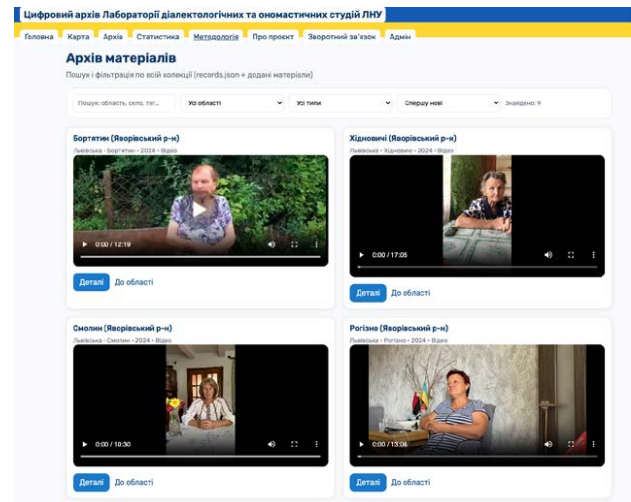 Цифровий архів Лабораторії діалектологічних та ономастичних студій ЛНУ
Головна Карта Архів Статистика Методологія Про проєкт Зворотний зв'язок Адмін
Архів матеріалів
Пошук і фільтрація по всій колекції (records.json + додані матеріали)
Пошук: область, село, тег... Усі області Усі типи Спершу нові Знайдено: 9
Бортятин (Яворівський р-н)
Львівська • Бортятин • 2024 • Відео
0:00 / 12:19
Деталі До області
Хідновичі (Яворівський р-н)
Львівська • Хідновичі • 2024 • Відео
0:00 / 17:05
Деталі До області
Смолин (Яворівський р-н)
Львівська • Смолин • 2024 • Відео
0:00 / 10:30
Деталі До області
Рогізно (Яворівський р-н)
Львівська • Рогізно • 2024 • Відео
0:00 / 13:06
Деталі До області